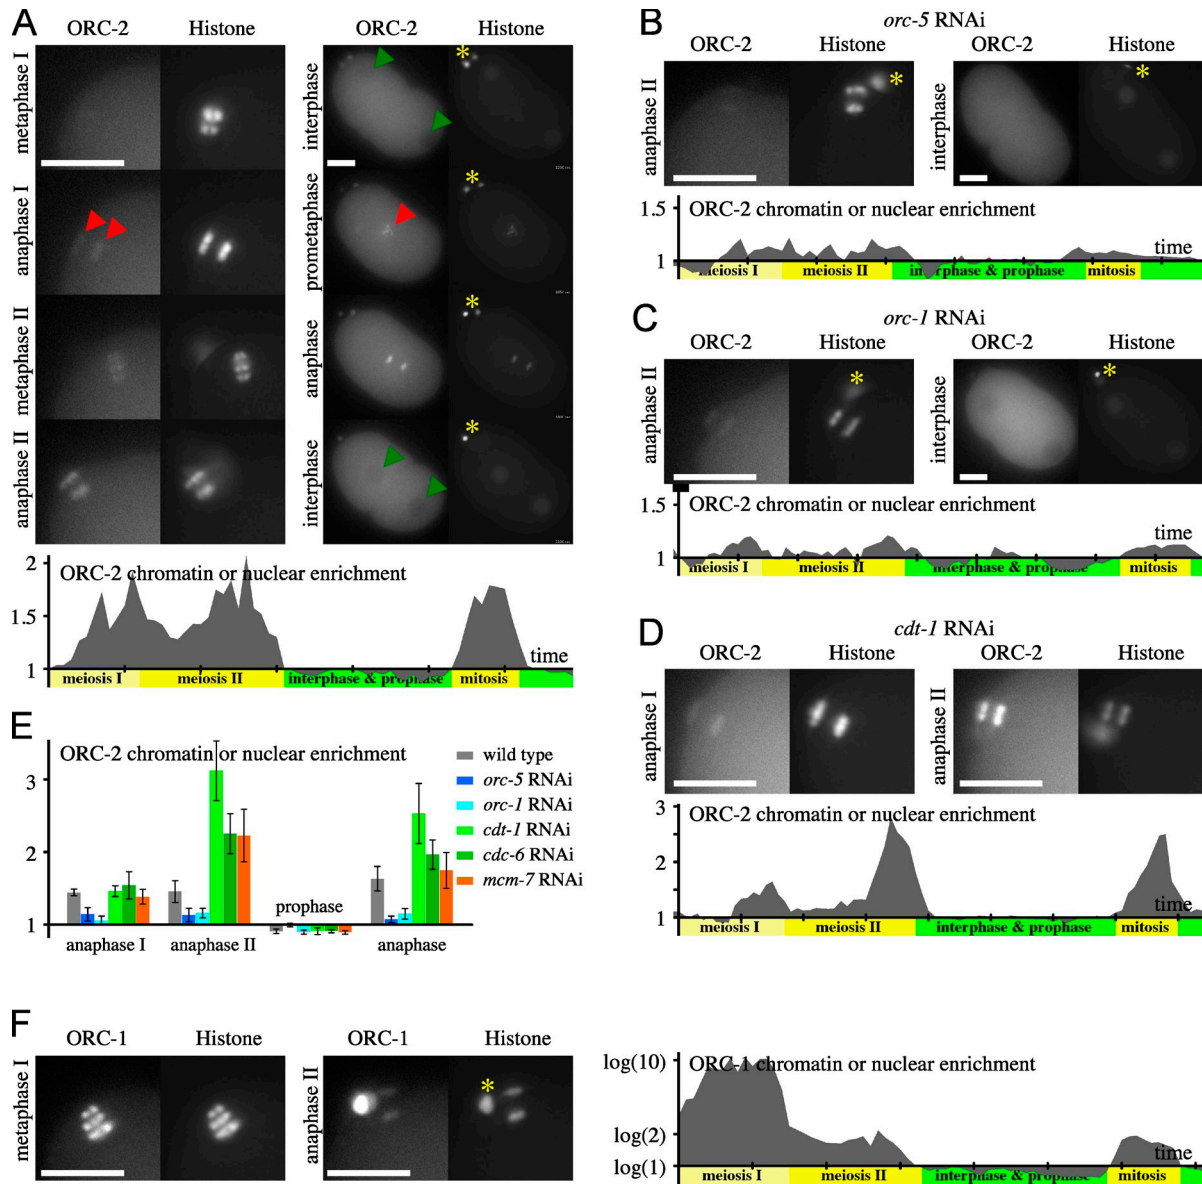 A
ORC-2 Histone
metaphase I
anaphase I
metaphase II
anaphase II
ORC-2 Histone
interphase
prometaphase
anaphase
interphase
ORC-2 chromatin or nuclear enrichment
2
1.5
1
time
meiosis I meiosis II interphase & prophase mitosis
B
orc-5 RNAi
ORC-2 Histone ORC-2 Histone
anaphase II
interphase
1.5
ORC-2 chromatin or nuclear enrichment
1
time
meiosis I meiosis II interphase & prophase mitosis
C
orc-1 RNAi
ORC-2 Histone ORC-2 Histone
anaphase II
interphase
1.5
ORC-2 chromatin or nuclear enrichment
1
time
meiosis I meiosis II interphase & prophase mitosis
D
cdt-1 RNAi
ORC-2 Histone ORC-2 Histone
anaphase I
anaphase II
3
ORC-2 chromatin or nuclear enrichment
2
1
time
meiosis I meiosis II interphase & prophase mitosis
E
ORC-2 chromatin or nuclear enrichment
3
2
1
wild type
orc-5 RNAi
orc-1 RNAi
cdt-1 RNAi
cdc-6 RNAi
mcm-7 RNAi
prophase
anaphase I anaphase II anaphase
F
ORC-1 Histone ORC-1 Histone
metaphase I
anaphase II
log(10)
ORC-1 chromatin or nuclear enrichment
log(2)
log(1)
time
meiosis I meiosis II interphase & prophase mitosis